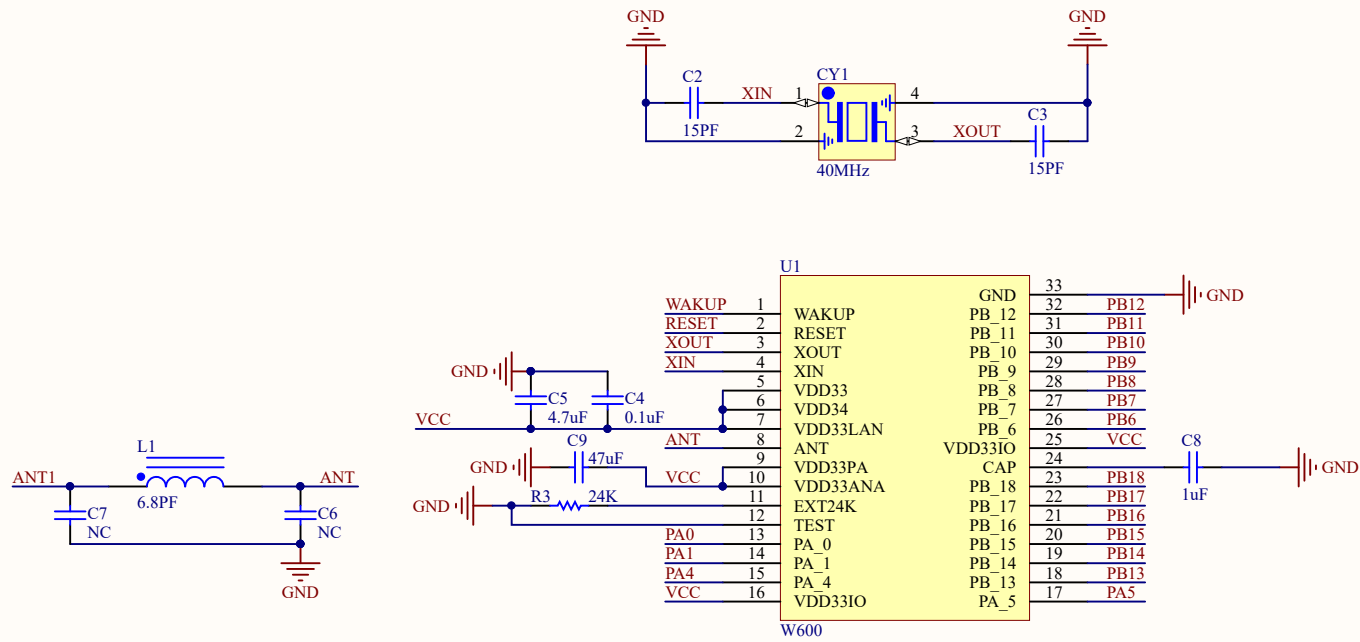 GND
GND
C2
XIN
1
CY1
4
C3
15PF
2
3
XOUT
40MHz
15PF
U1
GND
33
GND
WAKUP
1
WAKUP
PB_12
32
PB12
RESET
2
RESET
PB_11
31
PB11
XOUT
3
XOUT
PB_10
30
PB10
XIN
4
XIN
PB_9
29
PB9
GND
5
VDD33
PB_8
28
PB8
C5
C4
6
VDD34
PB_7
27
PB7
4.7uF
0.1uF
VCC
7
VDD33LAN
PB_6
26
PB6
ANT
8
ANT
VDD33IO
25
VCC
C9
GND
47uF
9
VDD33PA
CAP
24
C8
GND
1uF
VCC
10
VDD33ANA
PB_18
23
PB18
GND
R3
24K
11
EXT24K
PB_17
22
PB17
12
TEST
PB_16
21
PB16
PA0
13
PA_0
PB_15
20
PB15
PA1
14
PA_1
PB_14
19
PB14
PA4
15
PA_4
PB_13
18
PB13
VCC
16
VDD33IO
PA_5
17
PA5
W600
L1
ANT1
ANT
6.8PF
C7
NC
C6
NC
GND